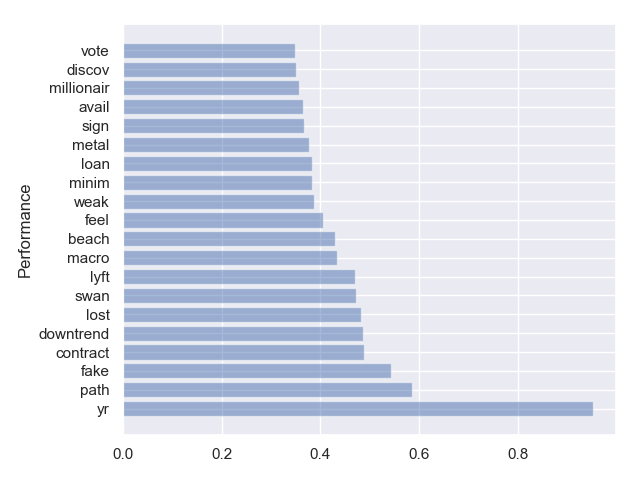 vote
discov
millionair
avail
sign
metal
loan
minim
weak
feel
beach
macro
lyft
swan
lost
downtrend
contract
fake
path
yr
Performance
0.0 0.2 0.4 0.6 0.8